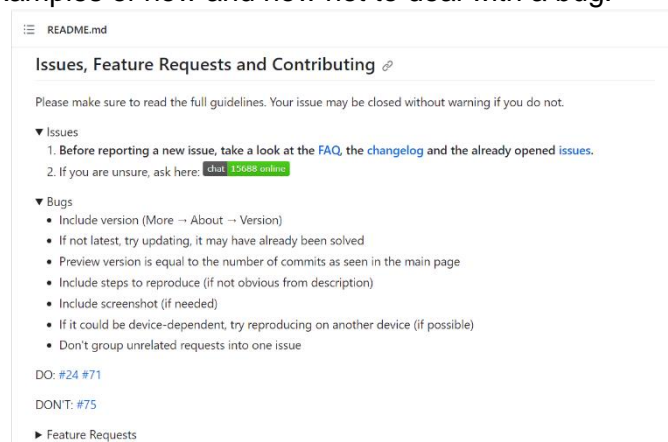 examples of how and how not to deal with a bug.
README.md
Issues, Feature Requests and Contributing
Please make sure to read the full guidelines. Your issue may be closed without warning if you do not.
▼ Issues
1. Before reporting a new issue, take a look at the FAQ, the changelog and the already opened issues.
2. If you are unsure, ask here: chat 15688 online
▼ Bugs
• Include version (More → About → Version)
• If not latest, try updating, it may have already been solved
• Preview version is equal to the number of commits as seen in the main page
• Include steps to reproduce (if not obvious from description)
• Include screenshot (if needed)
• If it could be device-dependent, try reproducing on another device (if possible)
• Don't group unrelated requests into one issue
DO: #24 #71
DON'T: #75
▶ Feature Requests